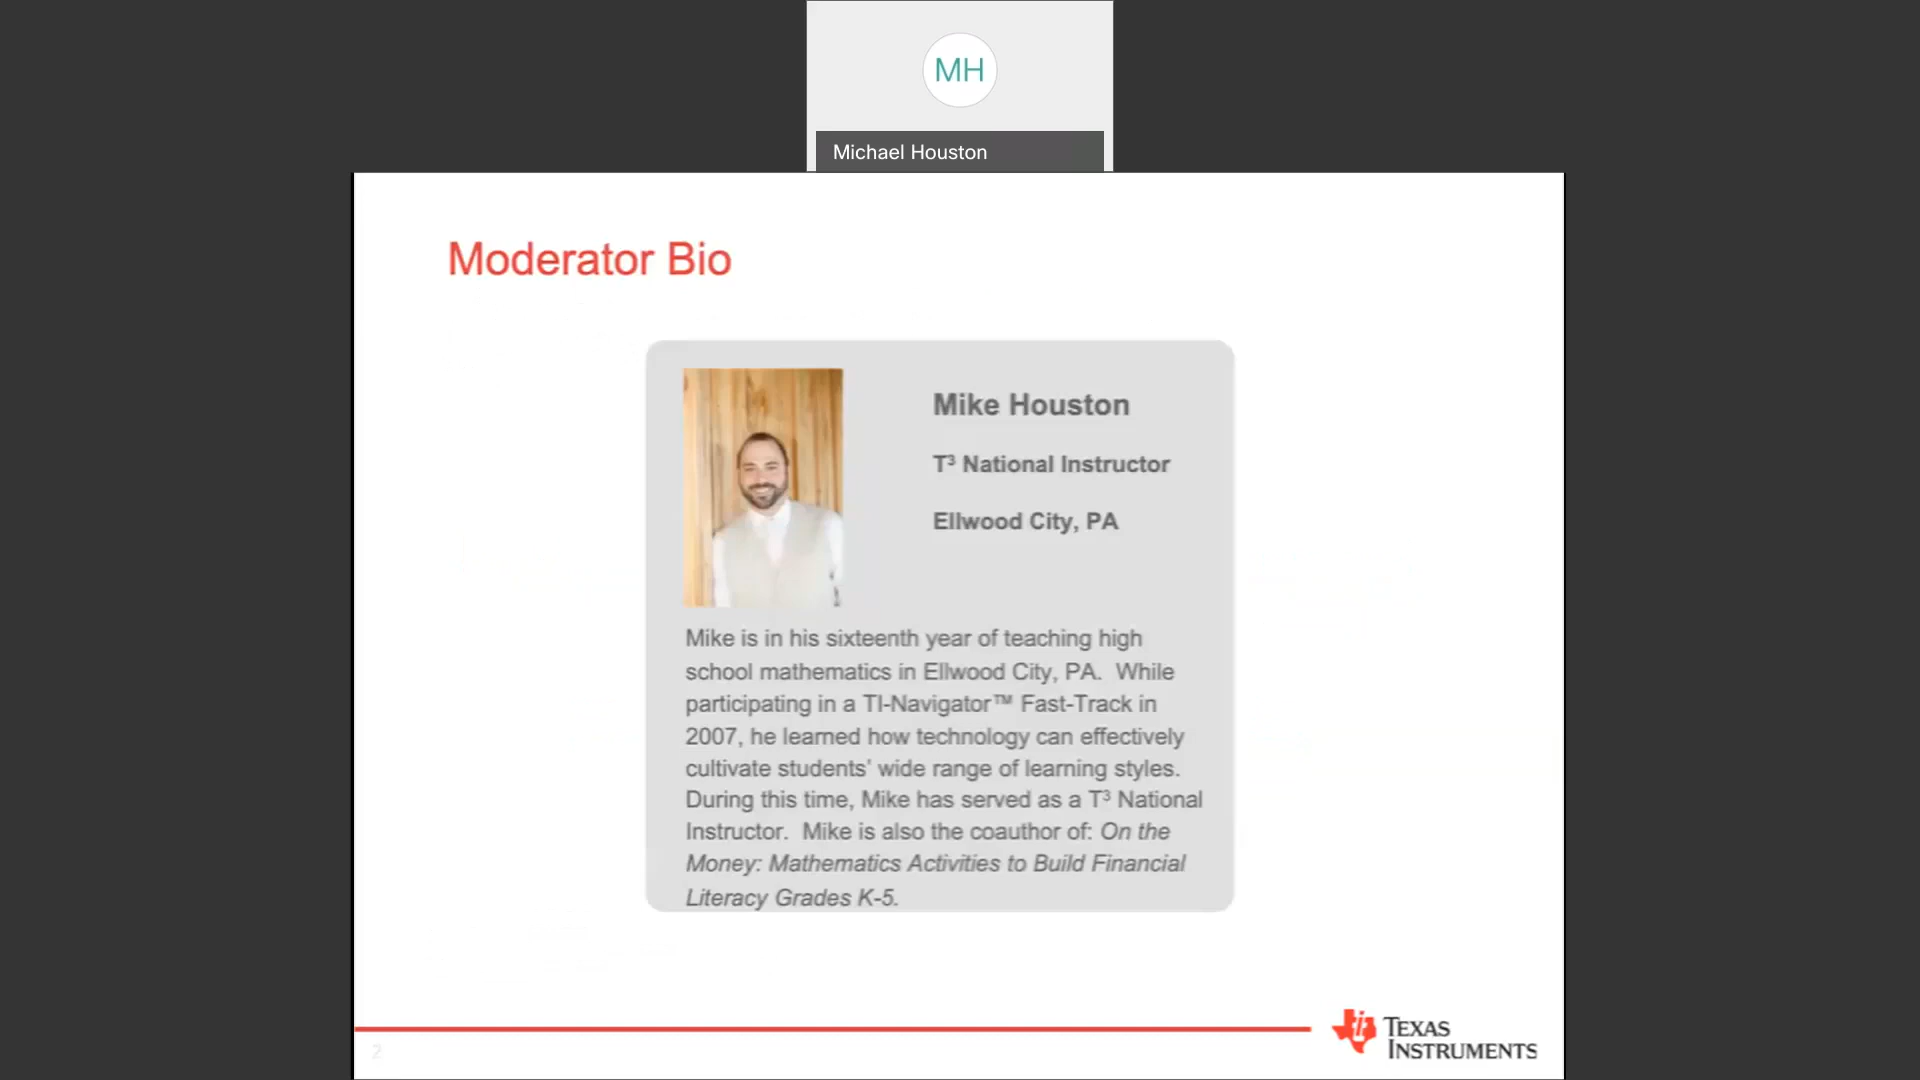 MH
Michael Houston
Moderator Bio
Mike Houston
T³ National Instructor
Ellwood City, PA
Mike is in his sixteenth year of teaching high
school mathematics in Ellwood City, PA.  While
participating in a TI-Navigator™ Fast-Track in
2007, he learned how technology can effectively
cultivate students' wide range of learning styles.
During this time, Mike has served as a T³ National
Instructor.  Mike is also the coauthor of: On the
Money: Mathematics Activities to Build Financial
Literacy Grades K-5.
2
TEXAS
INSTRUMENTS